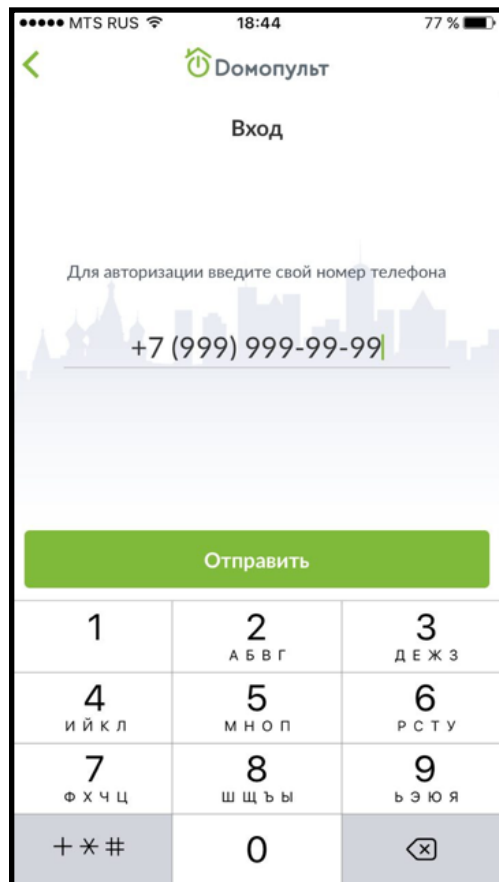 MTS RUS 18:44 77 %
Dомопульт
Вход
Для авторизации введите свой номер телефона
+7 (999) 999-99-99
Отправить
1 2 3
АБВГ ДЕЖЗ
4 5 6
ИЙКЛ МНОП РСТУ
7 8 9
ФХЧЦ ШЩЪЫ ЬЭЮЯ
+*# 0